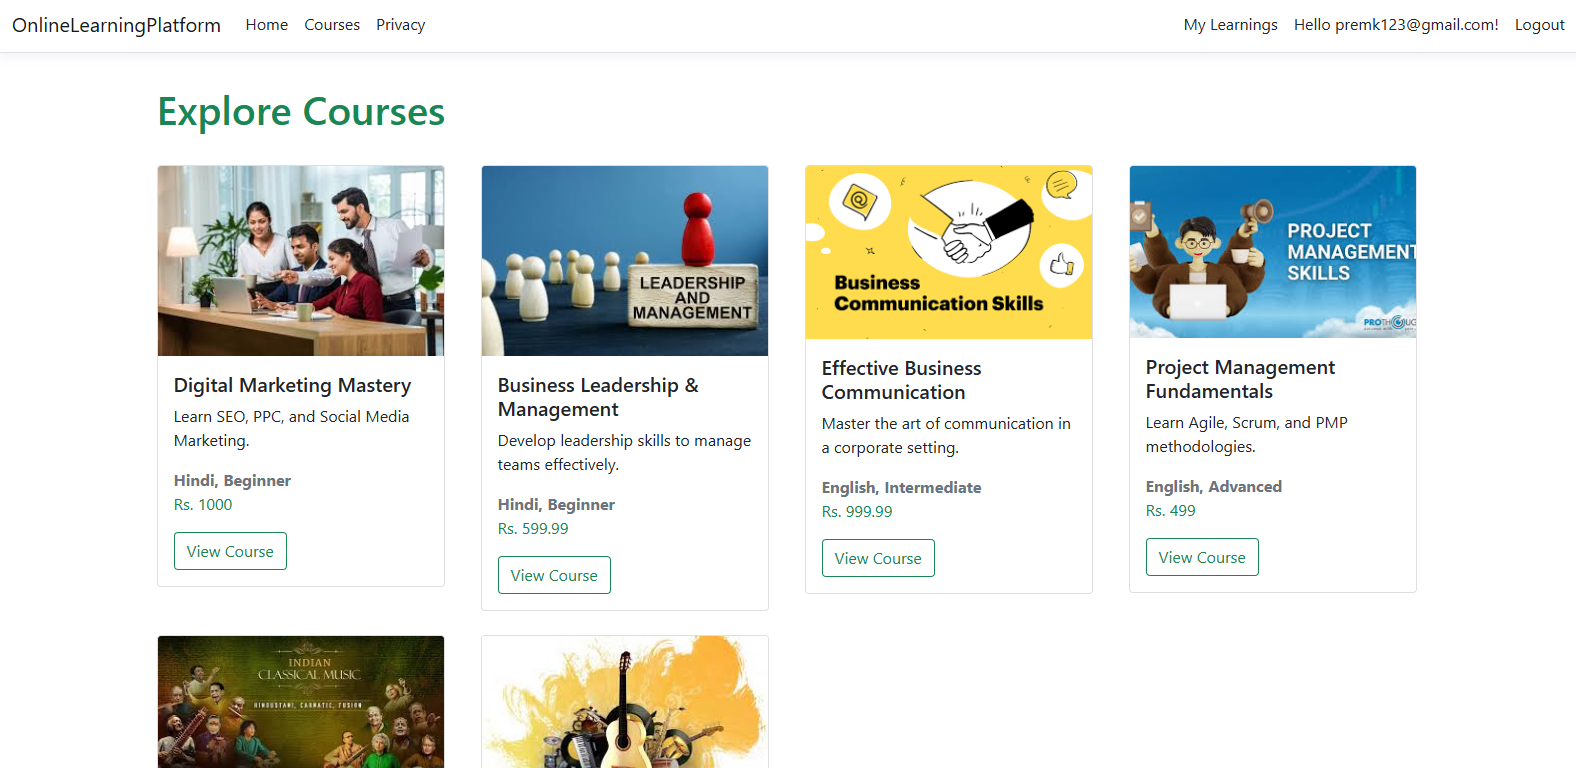 OnlineLearningPlatform Home Courses Privacy My Learnings Hello premk123@gmail.com! Logout
Explore Courses
LEADERSHIP
AND
MANAGEMENT
Business
Communication Skills
PROJECT
MANAGEMENT
SKILLS
Digital Marketing Mastery
Learn SEO, PPC, and Social Media
Marketing.
Hindi, Beginner
Rs. 1000
View Course
Business Leadership &
Management
Develop leadership skills to manage
teams effectively.
Hindi, Beginner
Rs. 599.99
View Course
Effective Business
Communication
Master the art of communication in
a corporate setting.
English, Intermediate
Rs. 999.99
View Course
Project Management
Fundamentals
Learn Agile, Scrum, and PMP
methodologies.
English, Advanced
Rs. 499
View Course
INDIAN
CLASSICAL MUSIC
HINDUSTANI, CARNATIC, FUSION